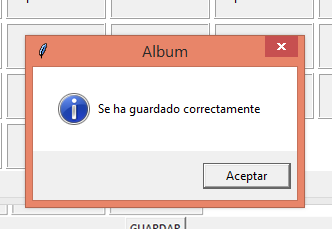 Album
Se ha guardado correctamente
Aceptar
GUARDAR